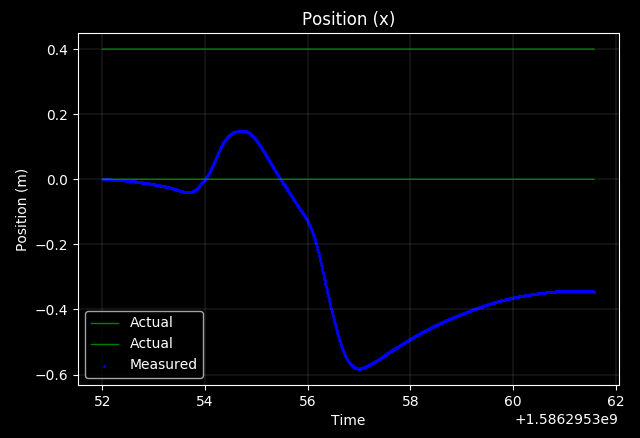 Position (x)
0.4
0.2
0.0
−0.2
−0.4
−0.6
Position (m)
Actual
Actual
Measured
52 54 56 58 60 62
Time
+1.5862953e9